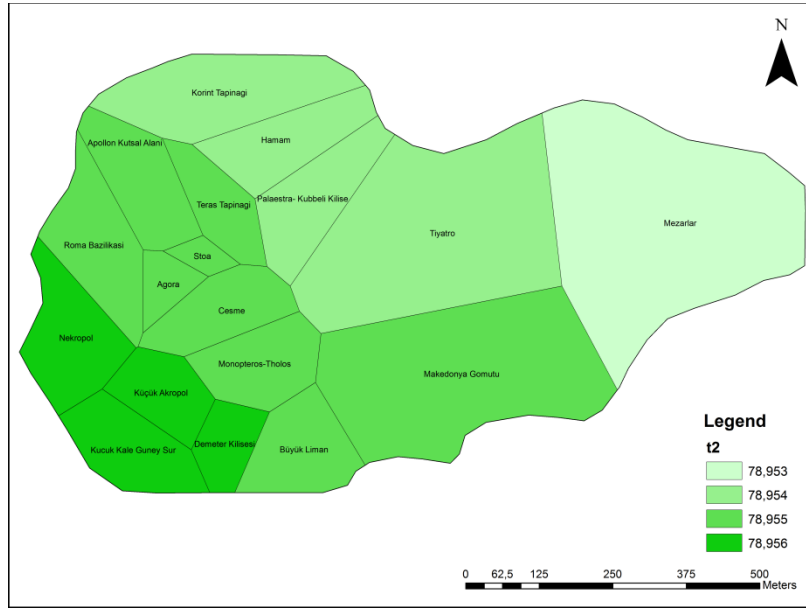 N
Korint Tapinagi
Hamam
Apollon Kutsal Alani
Teras Tapinagi
Palaestra- Kubbeli Kilise
Mezarlar
Tiyatro
Roma Bazilikasi
Stoa
Agora
Cesme
Nekropol
Monopteros-Tholos
Makedonya Gomutu
Küçük Akropol
Kucuk Kale Guney Sur
Demeter Kilisesi
Büyük Liman
Legend
t2
78,953
78,954
78,955
78,956
0 62,5 125 250 375 500
Meters